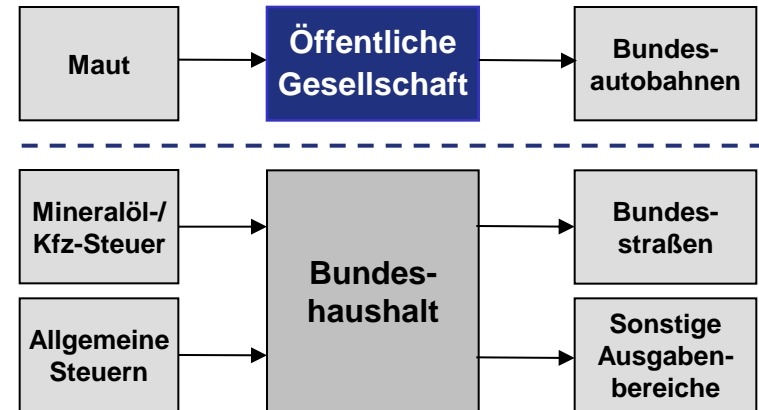 Maut
Öffentliche
Gesellschaft
Bundes-
autobahnen
Mineralöl-/
Kfz-Steuer
Bundes-
haushalt
Bundes-
straßen
Allgemeine
Steuern
Sonstige
Ausgaben-
bereiche